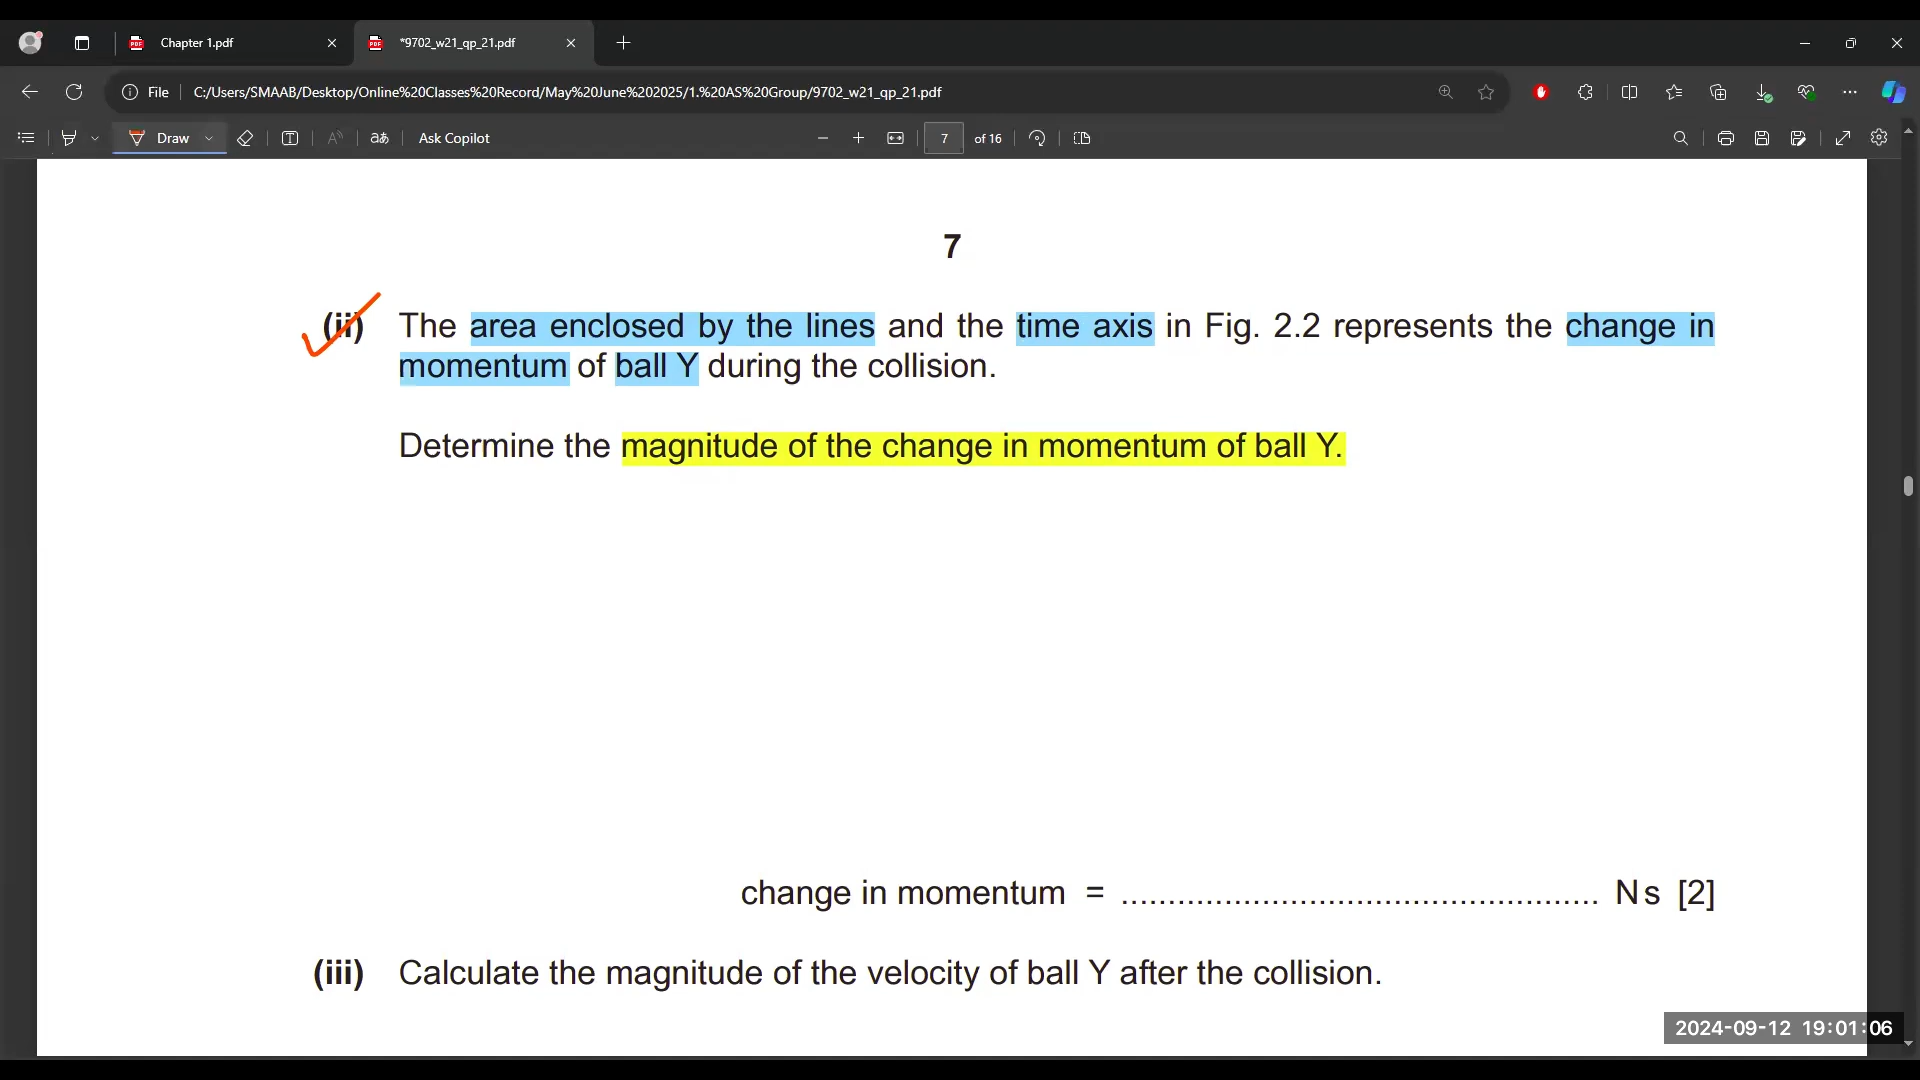 Chapter 1.pdf
*9702_w21_qp_21.pdf
File
C:/Users/SMAAB/Desktop/Online%20Classes%20Record/May%20June%202025/1.%20AS%20Group/9702_w21_qp_21.pdf
Draw
aあ
Ask Copilot
7
of 16
7
(ii) The area enclosed by the lines and the time axis in Fig. 2.2 represents the change in
momentum of ball Y during the collision.
Determine the magnitude of the change in momentum of ball Y.
change in momentum = .................................................. N s [2]
(iii) Calculate the magnitude of the velocity of ball Y after the collision.
2024-09-12 19:01:06